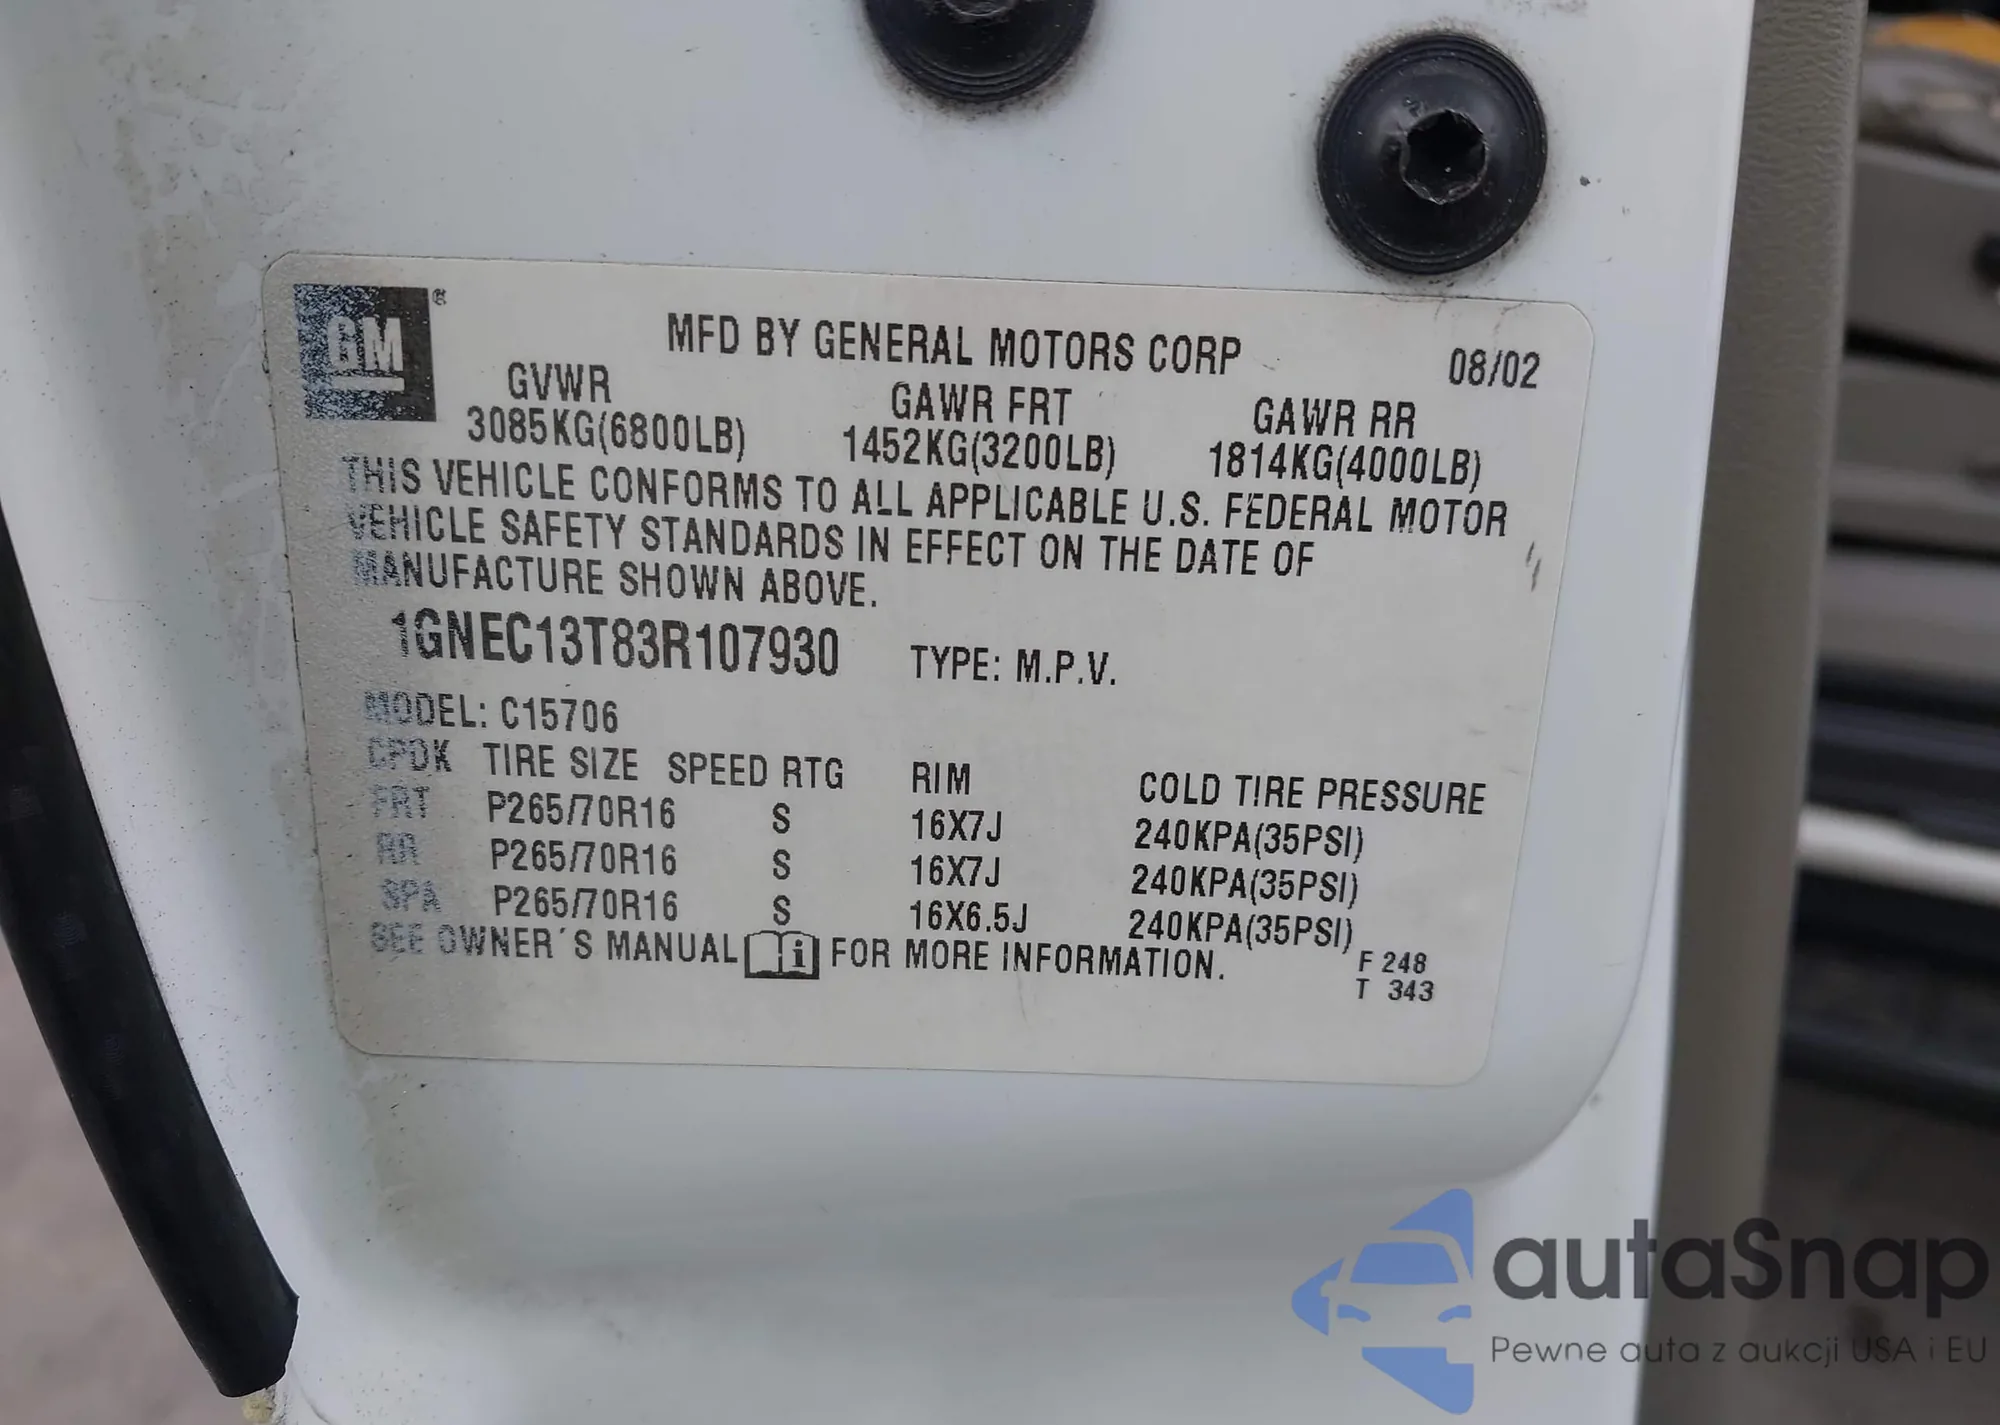 GM®
MFD BY GENERAL MOTORS CORP 08/02
GVWR GAWR FRT GAWR RR
3085KG(6800LB) 1452KG(3200LB) 1814KG(4000LB)
THIS VEHICLE CONFORMS TO ALL APPLICABLE U.S. FEDERAL MOTOR
VEHICLE SAFETY STANDARDS IN EFFECT ON THE DATE OF
MANUFACTURE SHOWN ABOVE.
1GNEC13T83R107930 TYPE: M.P.V.
MODEL: C15706
CPDK TIRE SIZE SPEED RTG RIM COLD TIRE PRESSURE
FRT P265/70R16 S 16X7J 240KPA(35PSI)
RR P265/70R16 S 16X7J 240KPA(35PSI)
SPA P265/70R16 S 16X6.5J 240KPA(35PSI)
SEE OWNER´S MANUAL i FOR MORE INFORMATION.
F 248
T 343
autaSnap
Pewne auta z aukcji USA i EU